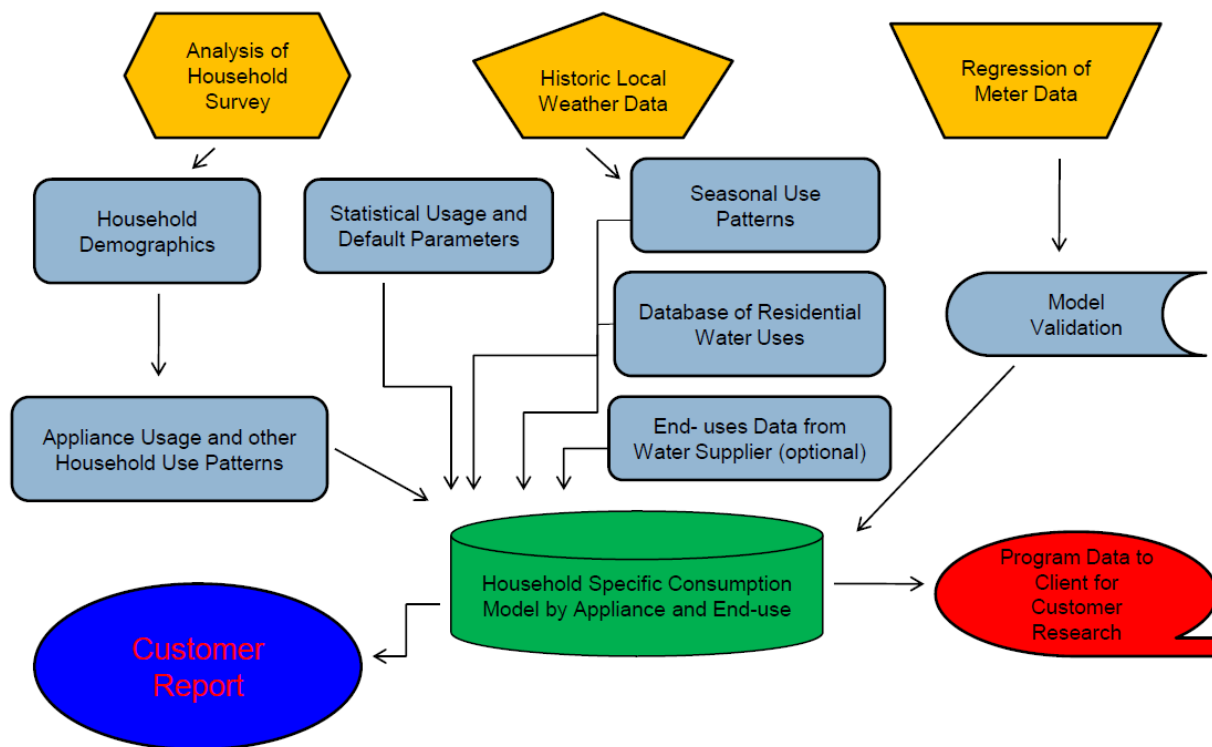 Analysis of
Household
Survey
Historic Local
Weather Data
Regression of
Meter Data
Household
Demographics
Statistical Usage and
Default Parameters
Seasonal Use
Patterns
Database of Residential
Water Uses
Model
Validation
Appliance Usage and other
Household Use Patterns
End- uses Data from
Water Supplier (optional)
Household Specific Consumption
Model by Appliance and End-use
Program Data to
Client for
Customer
Research
Customer
Report